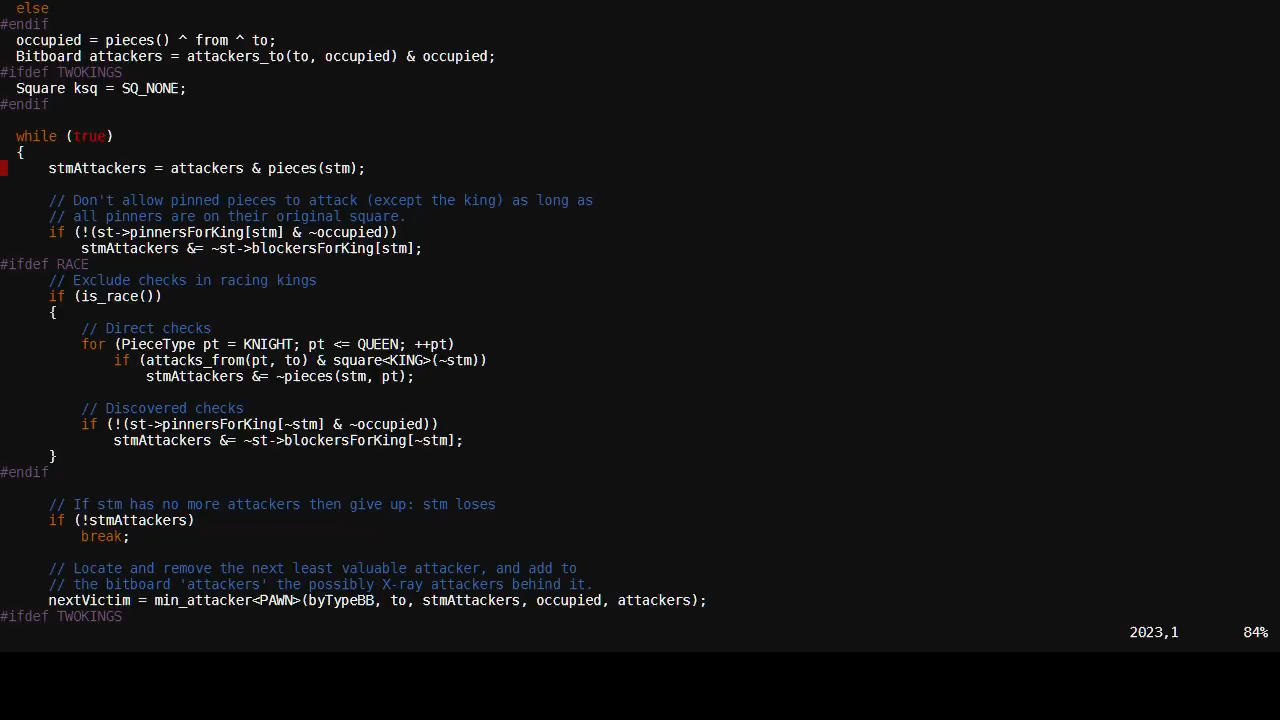 else
#endif
occupied = pieces() ^ from ^ to;
Bitboard attackers = attackers_to(to, occupied) & occupied;
#ifdef TWOKINGS
Square ksq = SQ_NONE;
#endif
while (true)
{
stmAttackers = attackers & pieces(stm);
// Don't allow pinned pieces to attack (except the king) as long as
// all pinners are on their original square.
if (!(st->pinnersForKing[stm] & ~occupied))
stmAttackers &= ~st->blockersForKing[stm];
#ifdef RACE
// Exclude checks in racing kings
if (is_race())
{
// Direct checks
for (PieceType pt = KNIGHT; pt <= QUEEN; ++pt)
if (attacks_from(pt, to) & square<KING>(~stm))
stmAttackers &= ~pieces(stm, pt);
// Discovered checks
if (!(st->pinnersForKing[~stm] & ~occupied))
stmAttackers &= ~st->blockersForKing[~stm];
}
#endif
// If stm has no more attackers then give up: stm loses
if (!stmAttackers)
break;
// Locate and remove the next least valuable attacker, and add to
// the bitboard 'attackers' the possibly X-ray attackers behind it.
nextVictim = min_attacker<PAWN>(byTypeBB, to, stmAttackers, occupied, attackers);
#ifdef TWOKINGS
2023,1 84%